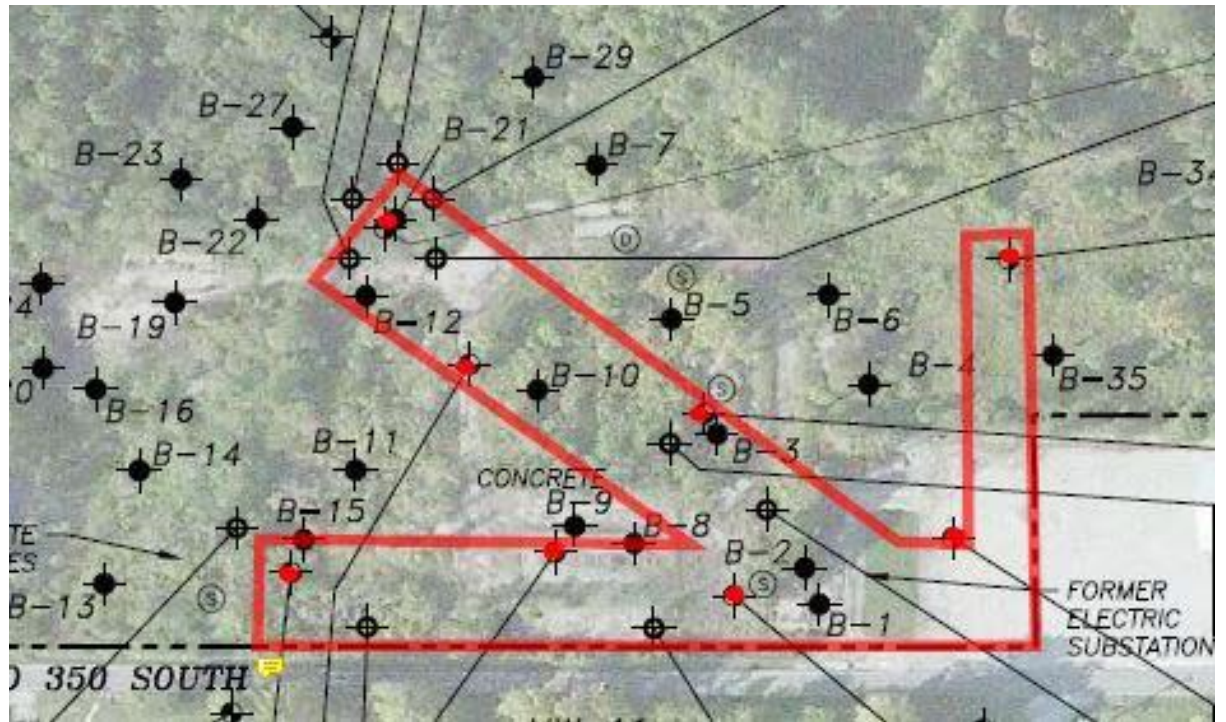 B-29
B-27
B-21
B-23
B-7
B-34
B-22
D
S
B-5
B-6
B-19
B-12
B-4
B-35
B-10
S
B-16
B-3
B-14
B-11
CONCRETE
B-9
B-15
B-8
B-2
S
B-13
S
B-1
FORMER
ELECTRIC
SUBSTATION
350 SOUTH